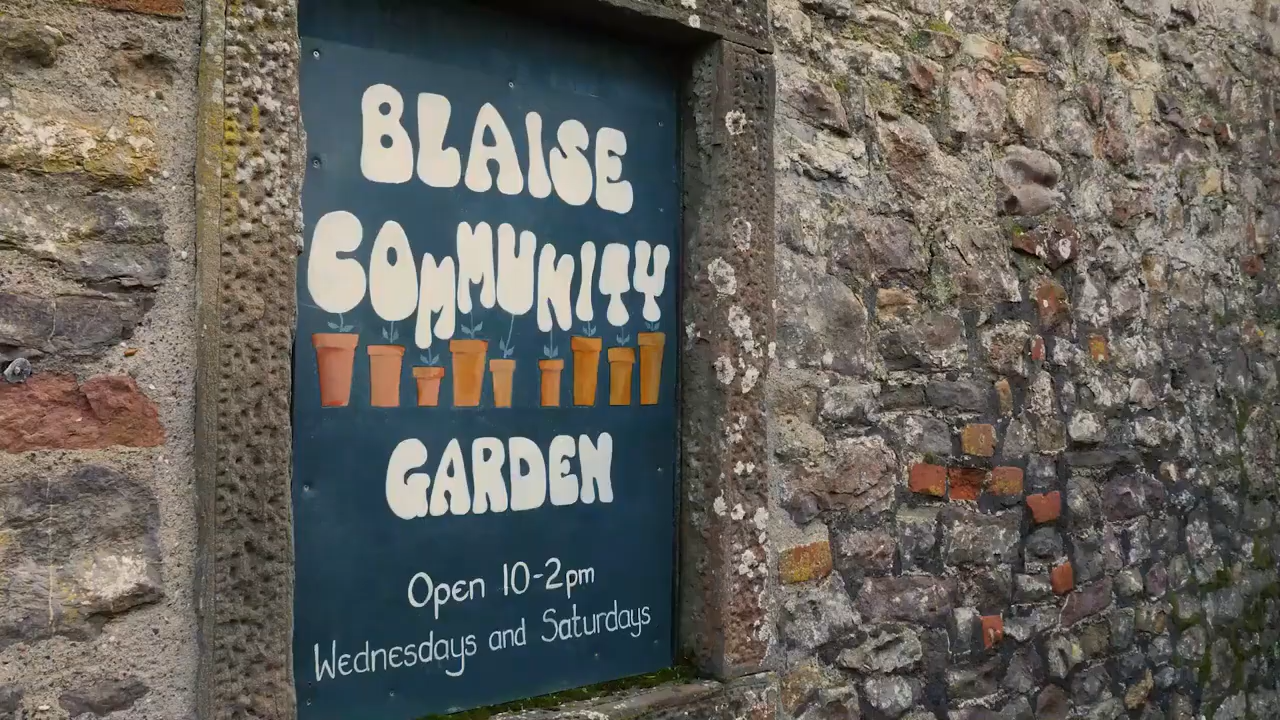 BLAISE
COMMUNITY
GARDEN
Open 10-2pm
Wednesdays and Saturdays